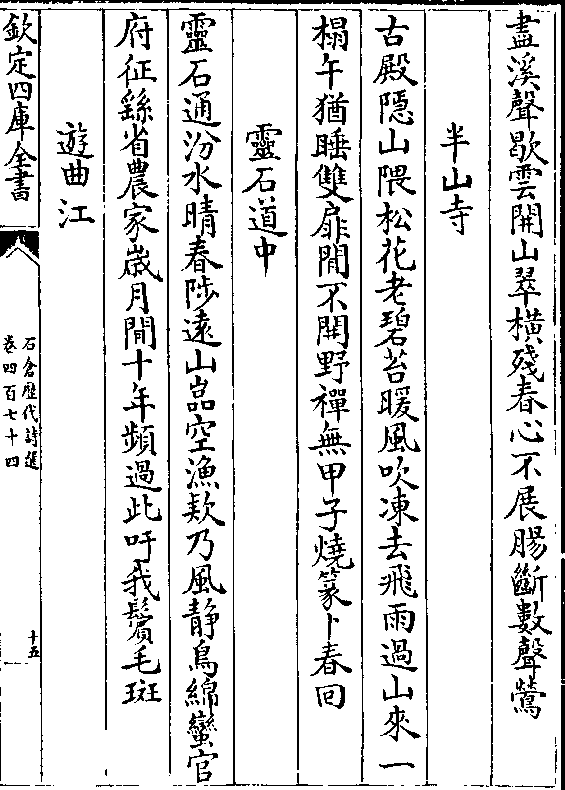 盡溪聲歇雲開山翠橫殘春心不展腸斷數聲鶯
半山寺
古殿隱山隈松花老碧苔暖風吹凍去飛雨過山來一
榻午猶睡雙扉閒不開野禪無甲子燒篆卜春回
靈石道中
靈石通汾水晴春陟遠山嵓空漁欵乃風静鳥綿蠻官
府征繇省農家歳月閒十年頻過此吁我鬢毛斑
遊曲江
欽定四庫全書
石倉歷代詩選
卷四百七十四
十五